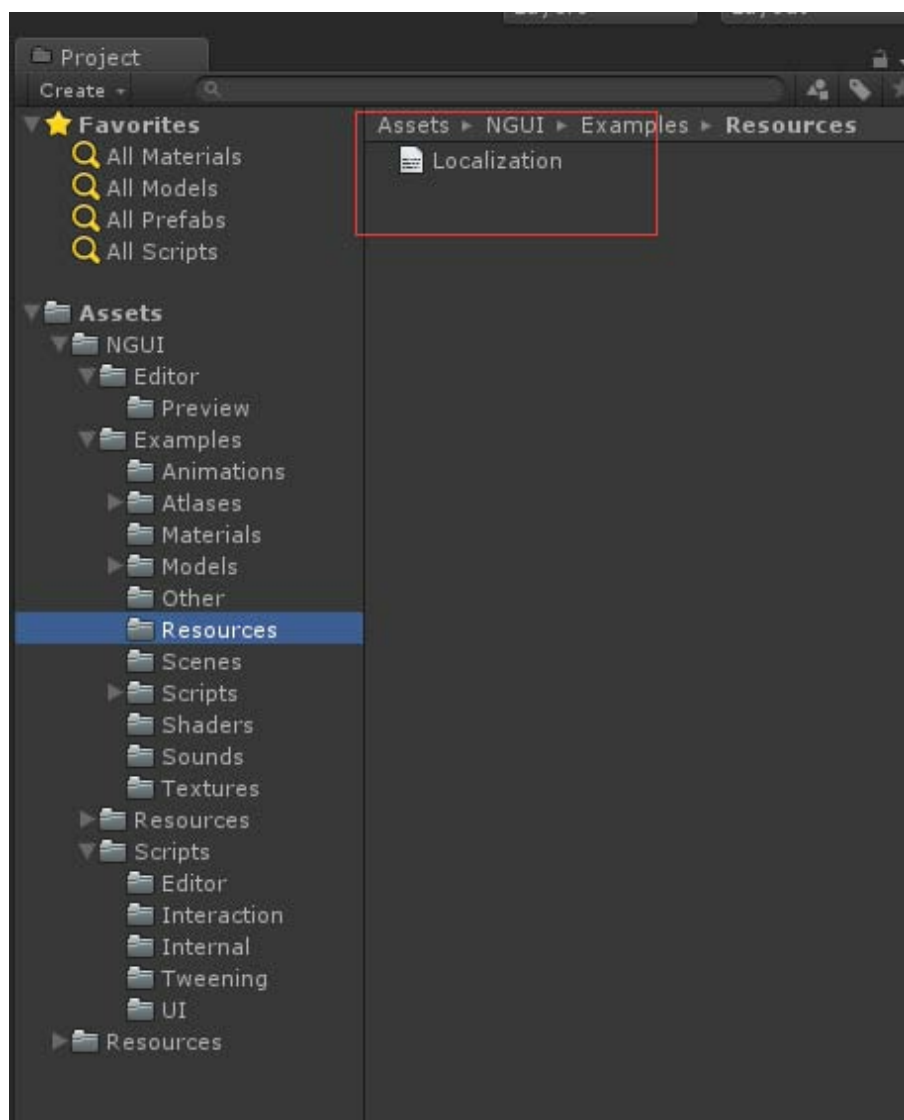 Project
Create
Favorites
All Materials
All Models
All Prefabs
All Scripts
Assets
NGUI
Editor
Preview
Examples
Animations
Atlases
Materials
Models
Other
Resources
Scenes
Scripts
Shaders
Sounds
Textures
Resources
Scripts
Editor
Interaction
Internal
Tweening
UI
Resources
Assets ▸ NGUI ▸ Examples ▸ Resources
Localization